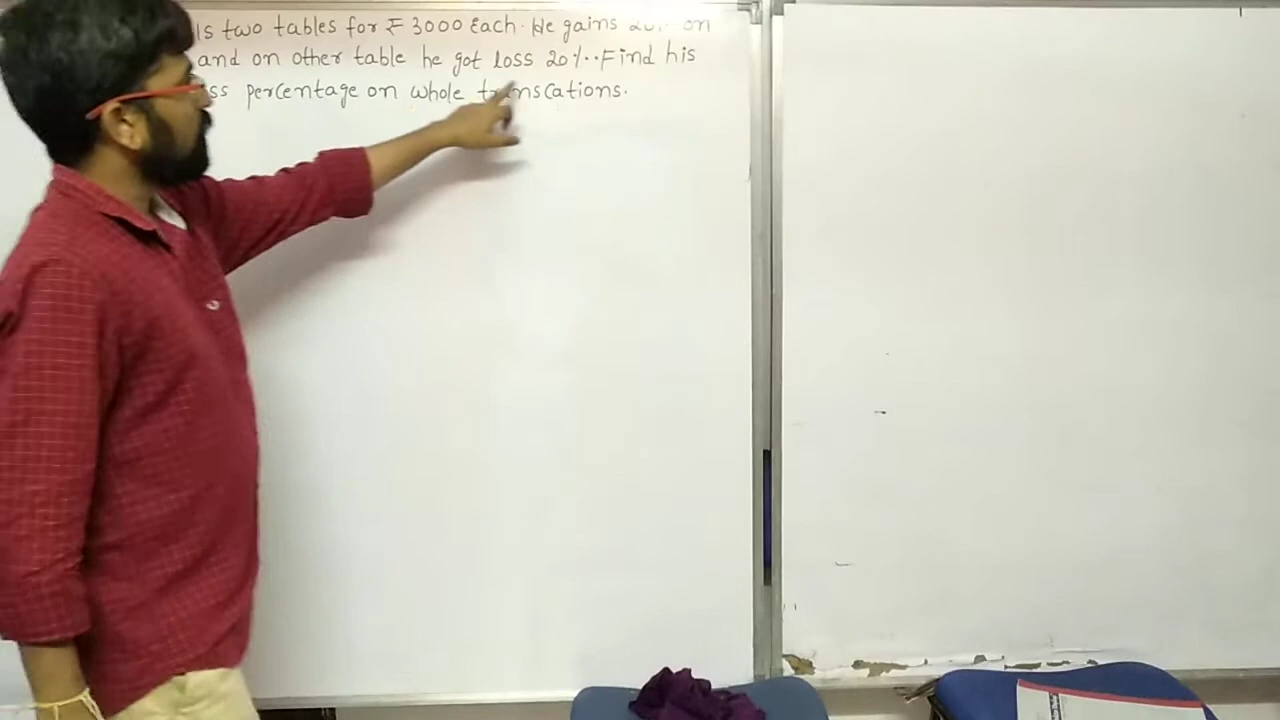 ls two tables for ₹ 3000 Each. He gains 20% on
and on other table he got loss 20%. Find his
ss percentage on whole transcations.